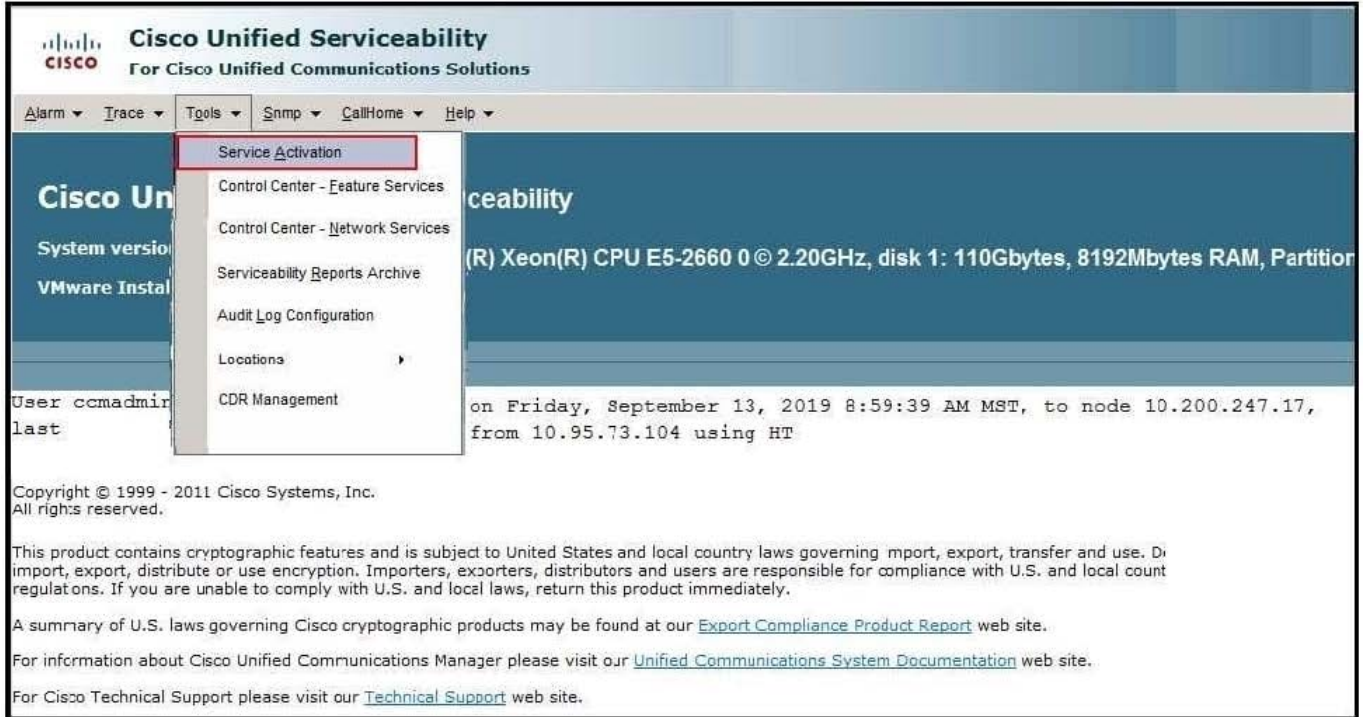 CISCO
Cisco Unified Serviceability
For Cisco Unified Communications Solutions
Alarm Trace Tools Snmp CallHome Help
Service Activation
Control Center - Feature Services
Control Center - Network Services
Serviceability Reports Archive
Audit Log Configuration
Locations
CDR Management
Cisco Un ceability
System versio (R) Xeon(R) CPU E5-2660 0 © 2.20GHz, disk 1: 110Gbytes, 8192Mbytes RAM, Partition
VMware Instal
User ccmadmin on Friday, September 13, 2019 8:59:39 AM MST, to node 10.200.247.17,
last from 10.95.73.104 using HT
Copyright © 1999 - 2011 Cisco Systems, Inc.
All rights reserved.
This product contains cryptographic features and is subject to United States and local country laws governing import, export, transfer and use. D
import, export, distribute or use encryption. Importers, exporters, distributors and users are responsible for compliance with U.S. and local count
regulations. If you are unable to comply with U.S. and local laws, return this product immediately.
A summary of U.S. laws governing Cisco cryptographic products may be found at our Export Compliance Product Report web site.
For information about Cisco Unified Communications Manager please visit our Unified Communications System Documentation web site.
For Cisco Technical Support please visit our Technical Support web site.